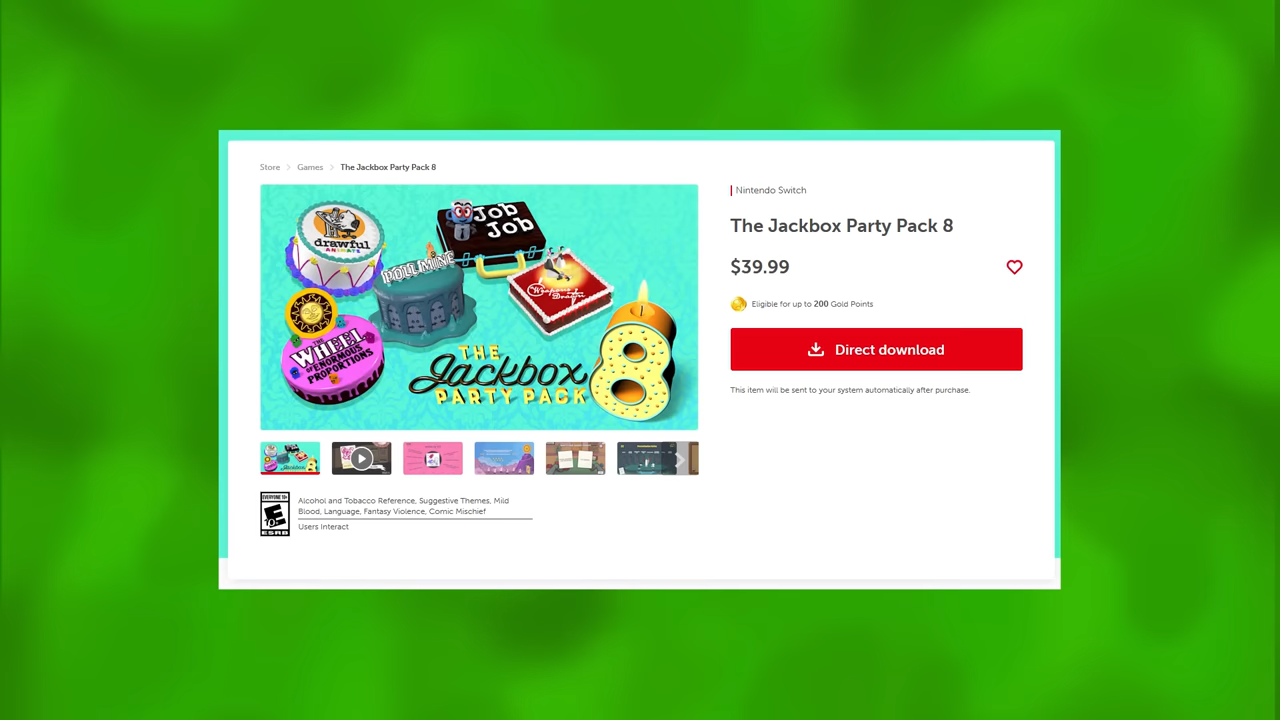 Store > Games > The Jackbox Party Pack 8
drawful
ANIMATE
Job
Job
POLL MINE
Weapons
Drawn
THE
WHEEL
OF ENORMOUS
PROPORTIONS
THE
Jackbox
PARTY PACK
8
Nintendo Switch
The Jackbox Party Pack 8
$39.99
Eligible for up to 200 Gold Points
Direct download
This item will be sent to your system automatically after purchase.
EVERYONE 10+
E
10+
ESRB
Alcohol and Tobacco Reference, Suggestive Themes, Mild
Blood, Language, Fantasy Violence, Comic Mischief
Users Interact